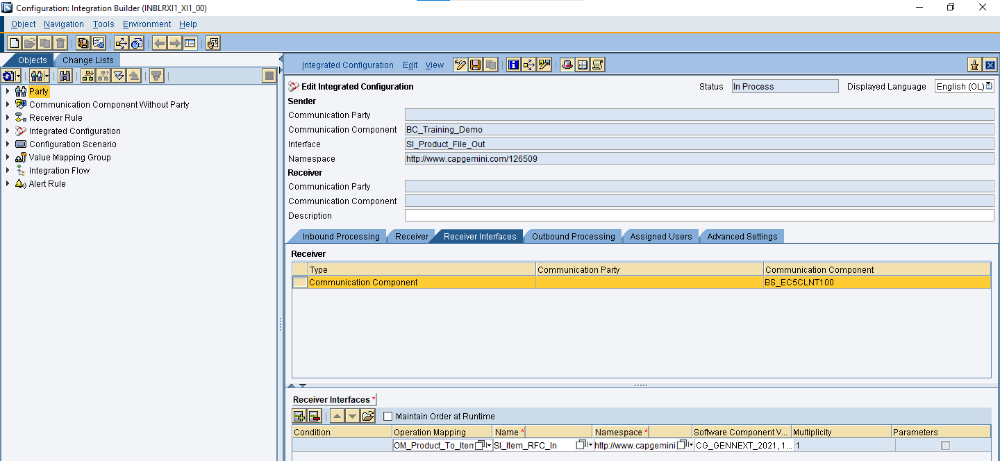 Configuration: Integration Builder (INBLRXI1_XI1_00)
Object Navigation Tools Environment Help
Objects Change Lists
Party
Communication Component Without Party
Receiver Rule
Integrated Configuration
Configuration Scenario
Value Mapping Group
Integration Flow
Alert Rule
Integrated Configuration Edit View
Edit Integrated Configuration Status In Process Displayed Language English (OL)
Sender
Communication Party
Communication Component BC_Training_Demo
Interface SI_Product_File_Out
Namespace http://www.capgemini.com/126509
Receiver
Communication Party
Communication Component
Description
Inbound Processing Receiver Receiver Interfaces Outbound Processing Assigned Users Advanced Settings
Receiver
Type Communication Party Communication Component
Communication Component BS_EC5CLNT100
Receiver Interfaces *
Maintain Order at Runtime
Condition Operation Mapping Name * Namespace * Software Component V... Multiplicity Parameters
OM_Product_To_Item SI_Item_RFC_In http://www.capgemini CG_GENNEXT_2021, 1... 1